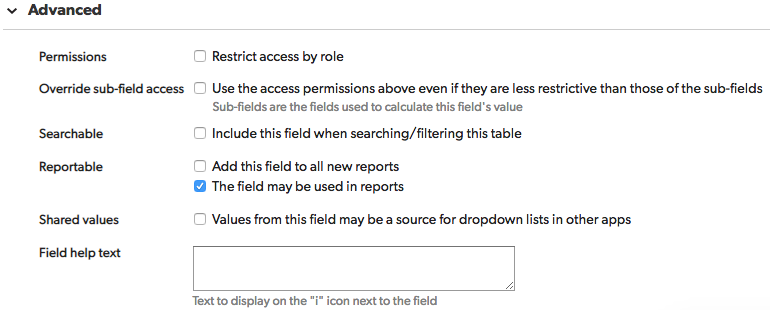 Advanced
Permissions Restrict access by role
Override sub-field access Use the access permissions above even if they are less restrictive than those of the sub-fields
Sub-fields are the fields used to calculate this field's value
Searchable Include this field when searching/filtering this table
Reportable Add this field to all new reports
The field may be used in reports
Shared values Values from this field may be a source for dropdown lists in other apps
Field help text
Text to display on the "i" icon next to the field